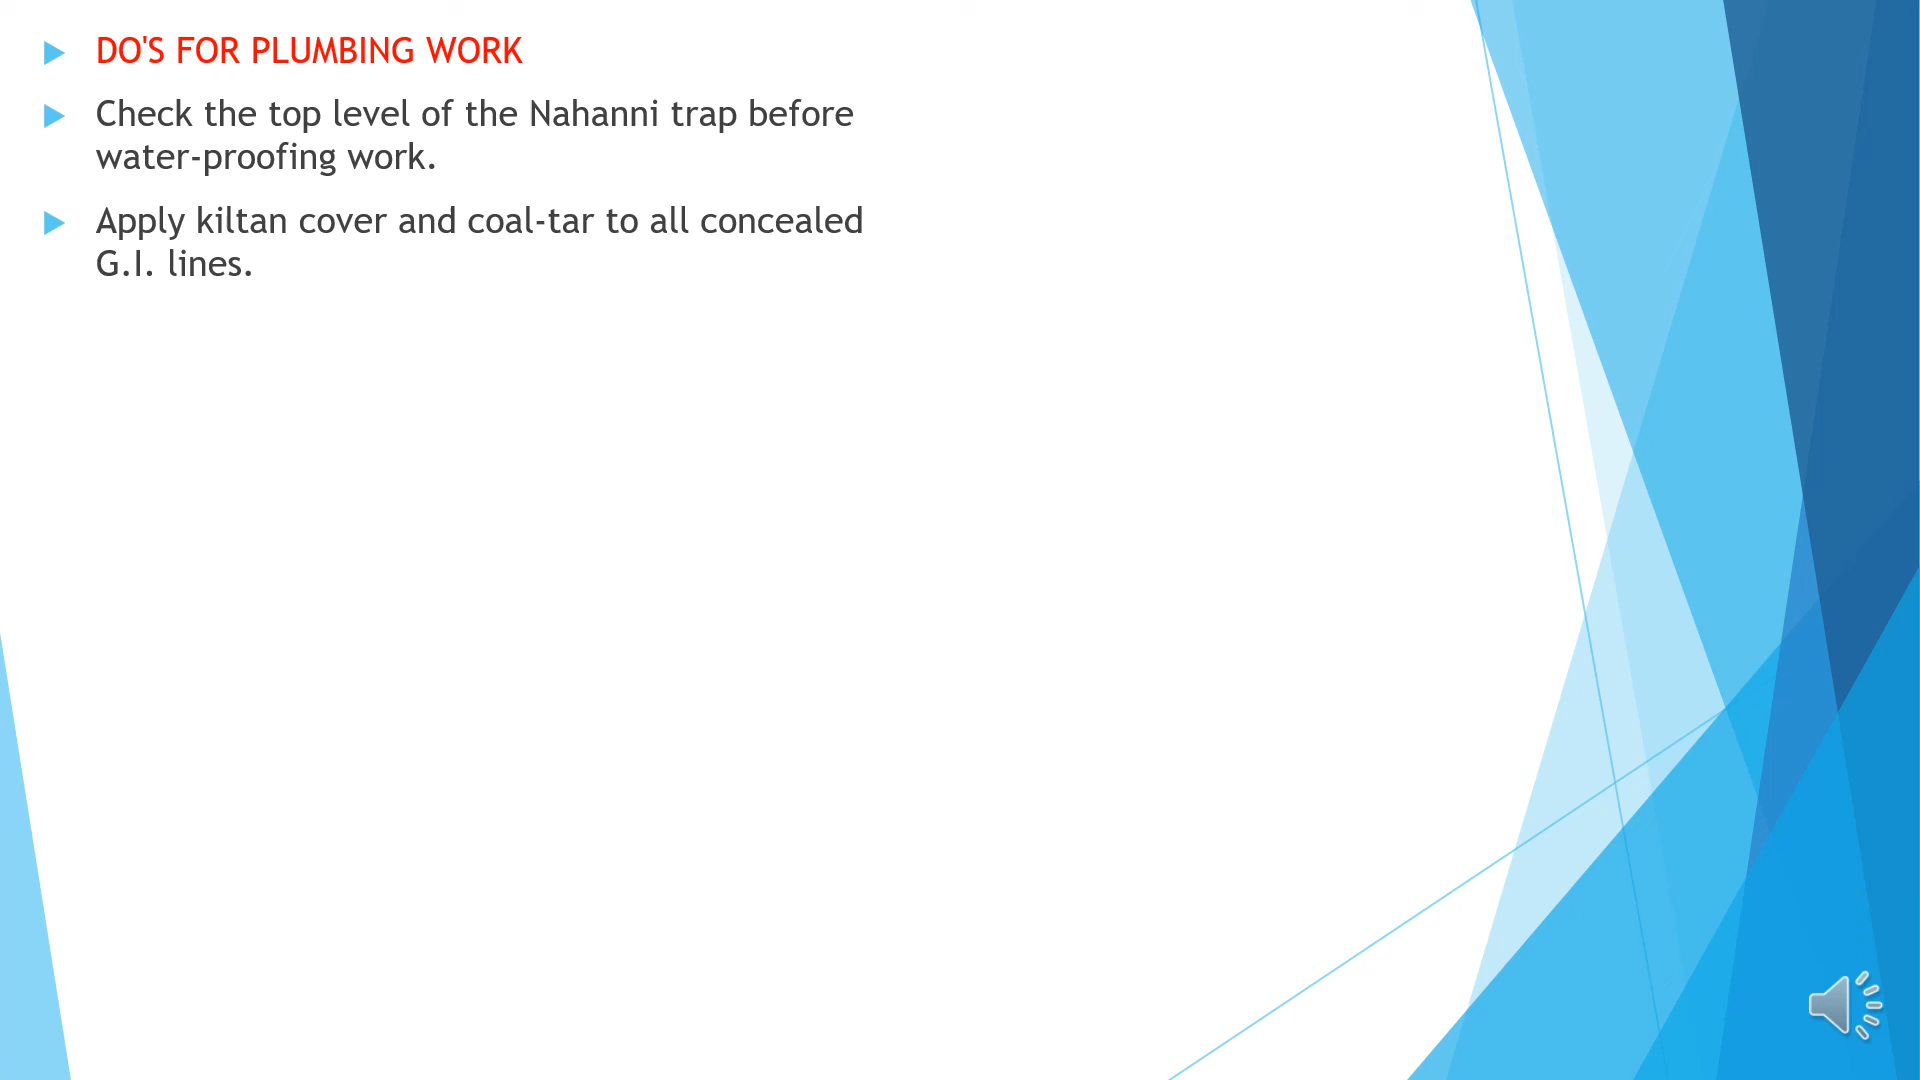 DO'S FOR PLUMBING WORK
Check the top level of the Nahanni trap before
water-proofing work.
Apply kiltan cover and coal-tar to all concealed
G.I. lines.